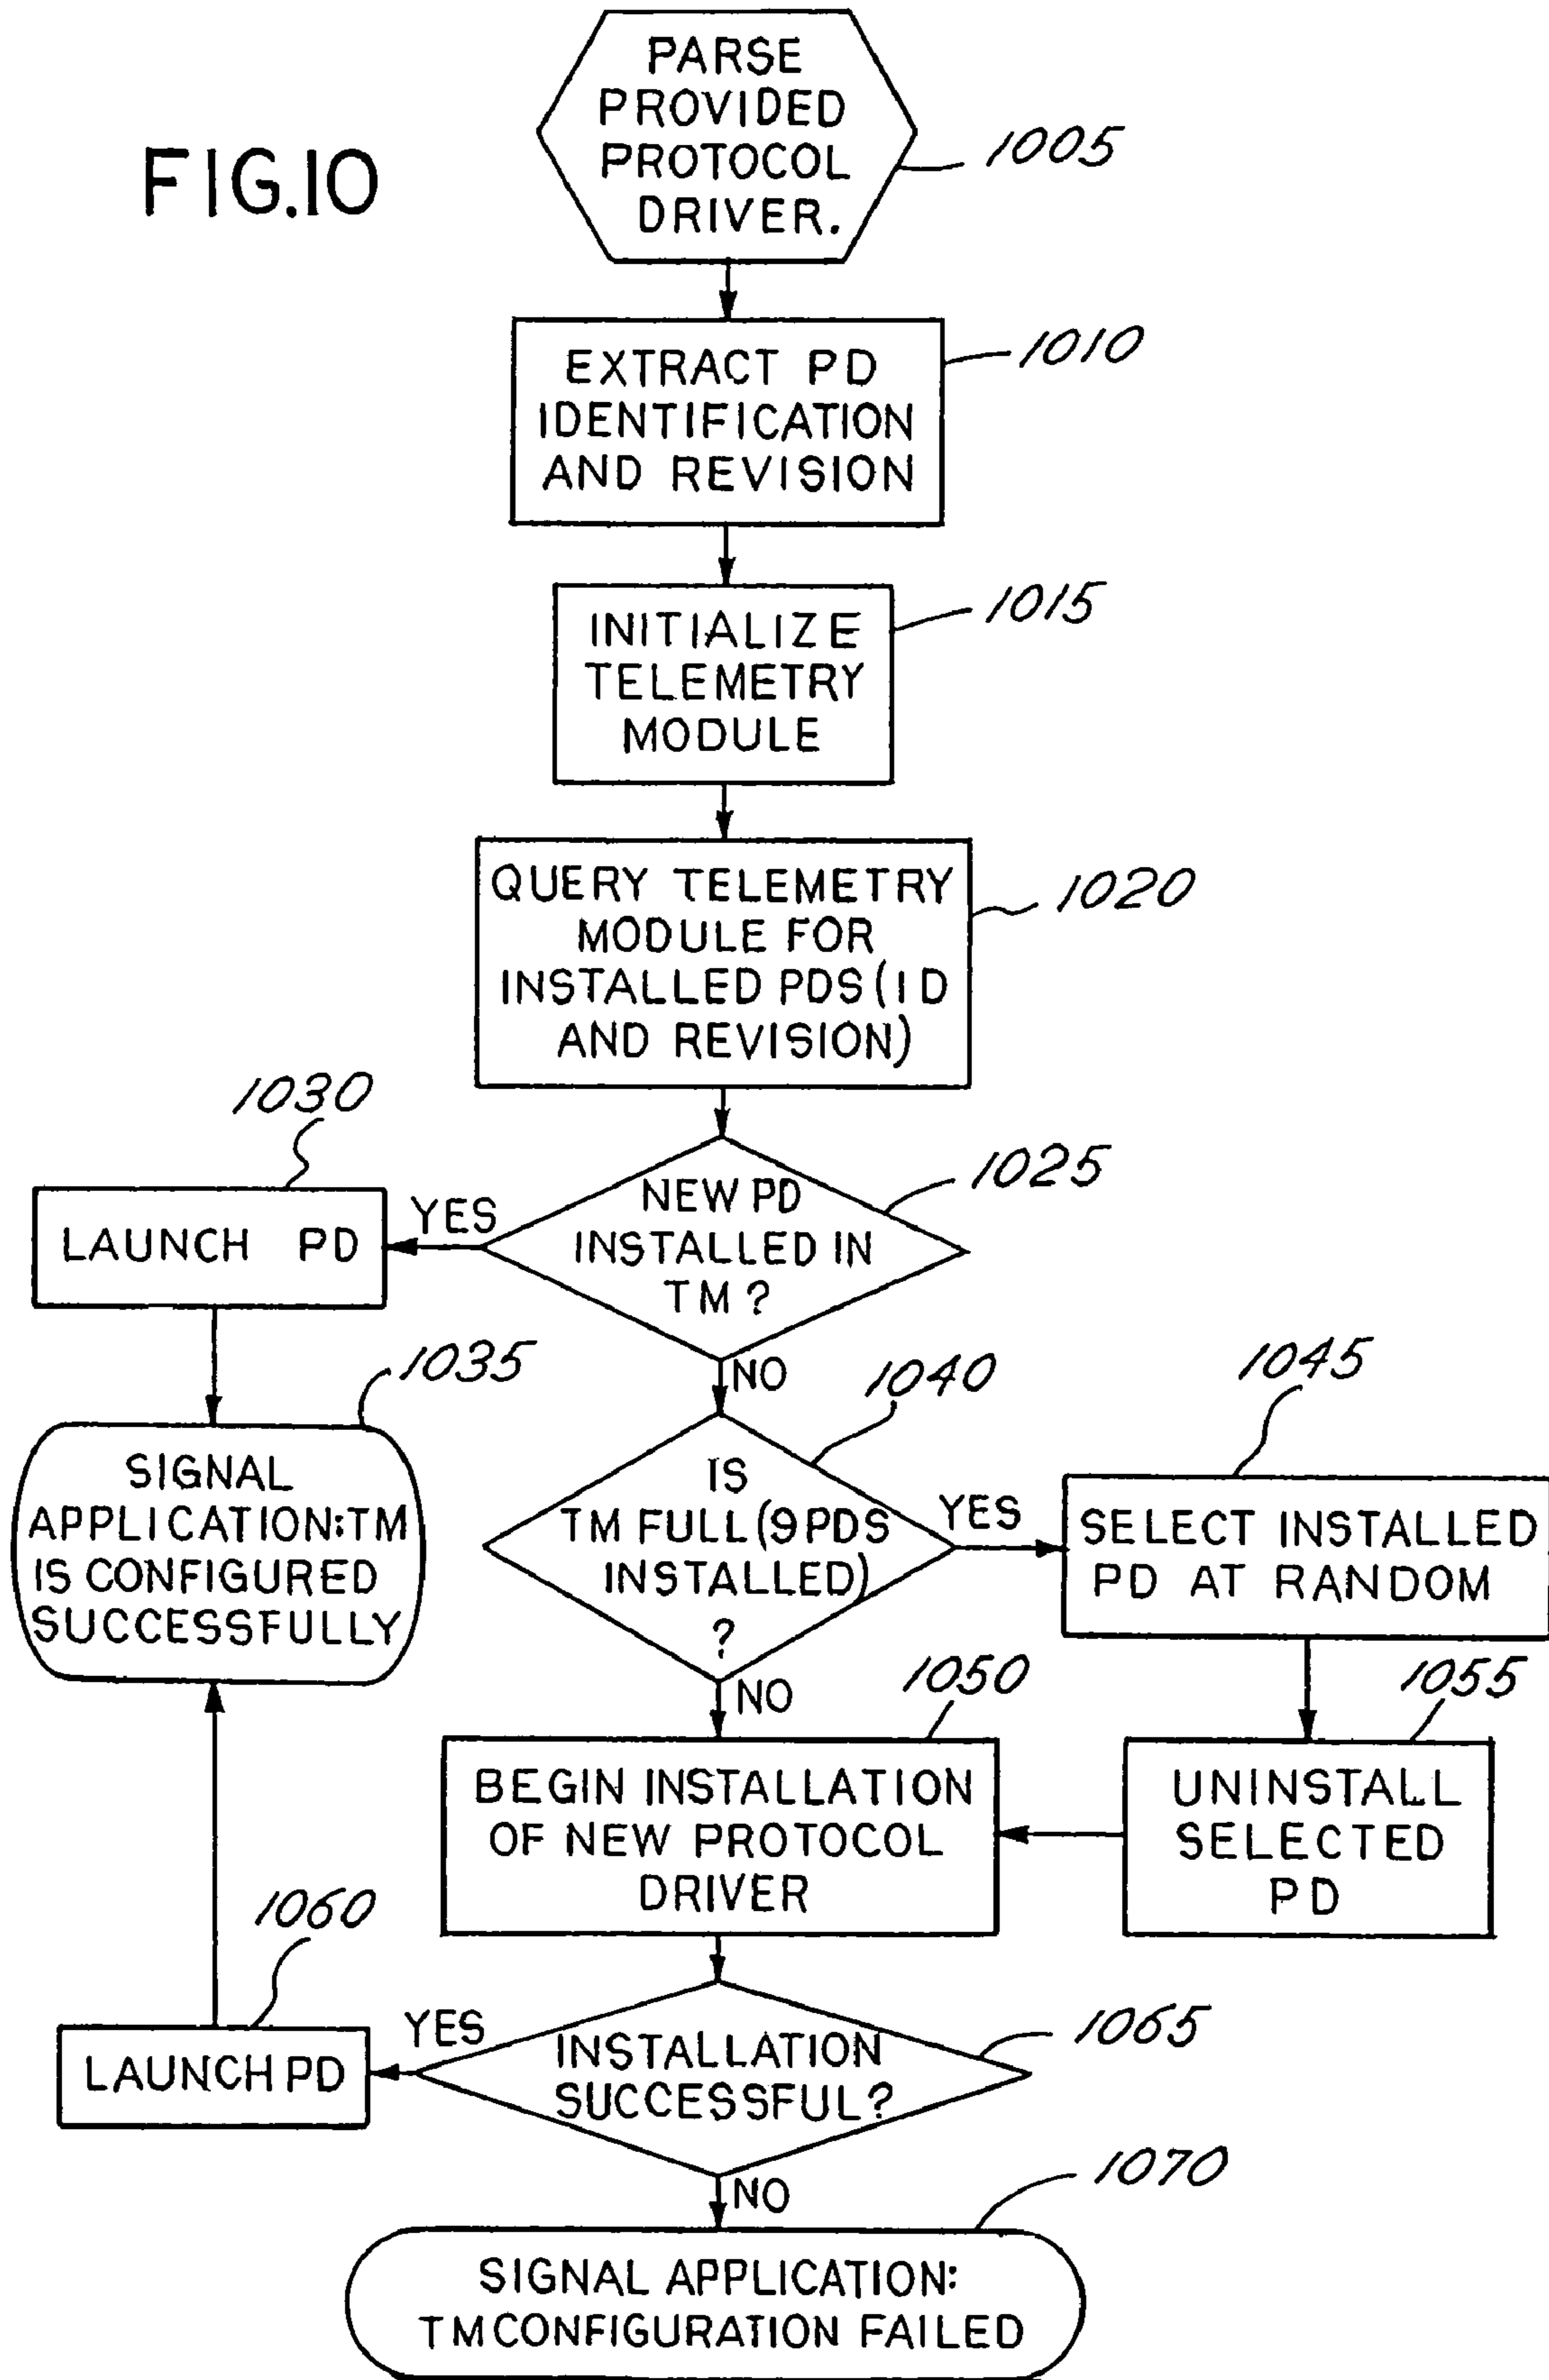 FIG.10
PARSE
PROVIDED
PROTOCOL
DRIVER.
1005
EXTRACT PD
IDENTIFICATION
AND REVISION
1010
INITIALIZE
TELEMETRY
MODULE
1015
QUERY TELEMETRY
MODULE FOR
INSTALLED PDS (ID
AND REVISION)
1020
NEW PD
INSTALLED IN
TM ?
1025
YES
1030
LAUNCH PD
1035
SIGNAL
APPLICATION:TM
IS CONFIGURED
SUCCESSFULLY
NO
IS
TM FULL (9 PDS
INSTALLED)
?
1040
YES
1045
SELECT INSTALLED
PD AT RANDOM
1055
UNINSTALL
SELECTED
PD
NO
1050
BEGIN INSTALLATION
OF NEW PROTOCOL
DRIVER
INSTALLATION
SUCCESSFUL?
1065
YES
1060
LAUNCH PD
NO
1070
SIGNAL APPLICATION:
TM CONFIGURATION FAILED